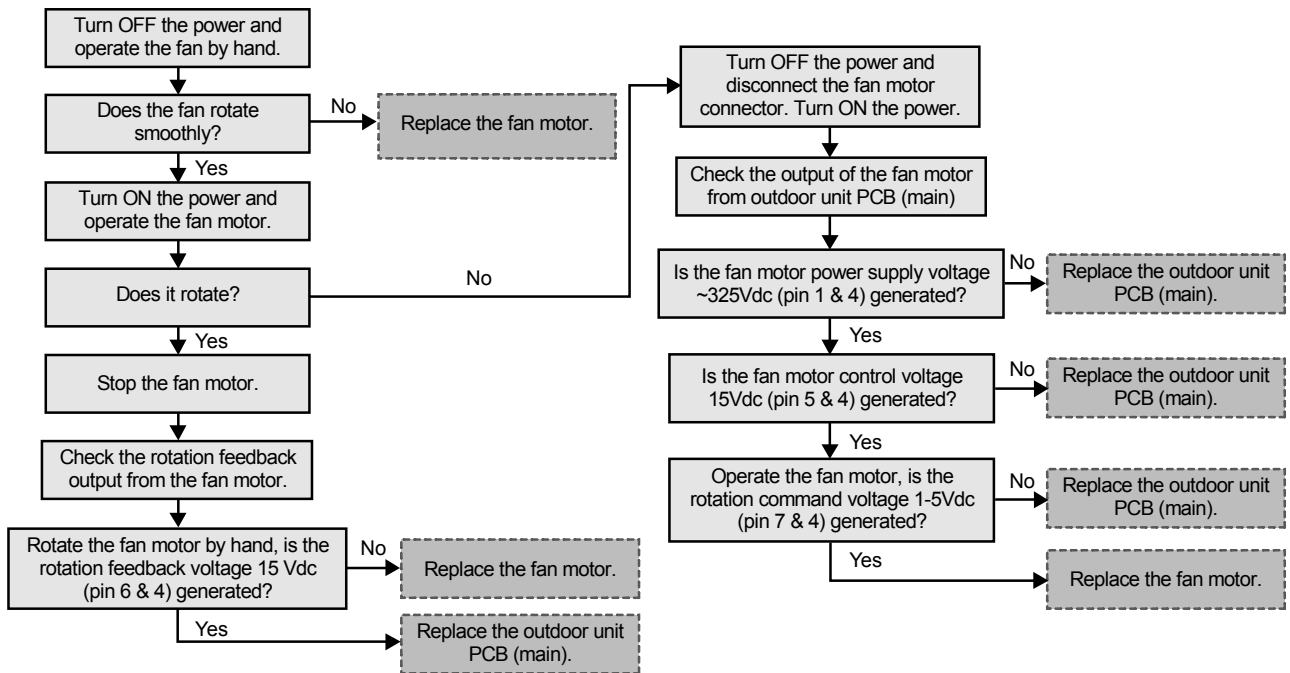 Turn OFF the power and
operate the fan by hand.
Does the fan rotate
smoothly?
No
Replace the fan motor.
Yes
Turn ON the power and
operate the fan motor.
Does it rotate?
No
Yes
Stop the fan motor.
Check the rotation feedback
output from the fan motor.
Rotate the fan motor by hand, is the
rotation feedback voltage 15 Vdc
(pin 6 & 4) generated?
No
Replace the fan motor.
Yes
Replace the outdoor unit
PCB (main).
Turn OFF the power and
disconnect the fan motor
connector. Turn ON the power.
Check the output of the fan motor
from outdoor unit PCB (main)
Is the fan motor power supply voltage
~325Vdc (pin 1 & 4) generated?
No
Replace the outdoor unit
PCB (main).
Yes
Is the fan motor control voltage
15Vdc (pin 5 & 4) generated?
No
Replace the outdoor unit
PCB (main).
Yes
Operate the fan motor, is the
rotation command voltage 1-5Vdc
(pin 7 & 4) generated?
No
Replace the outdoor unit
PCB (main).
Yes
Replace the fan motor.